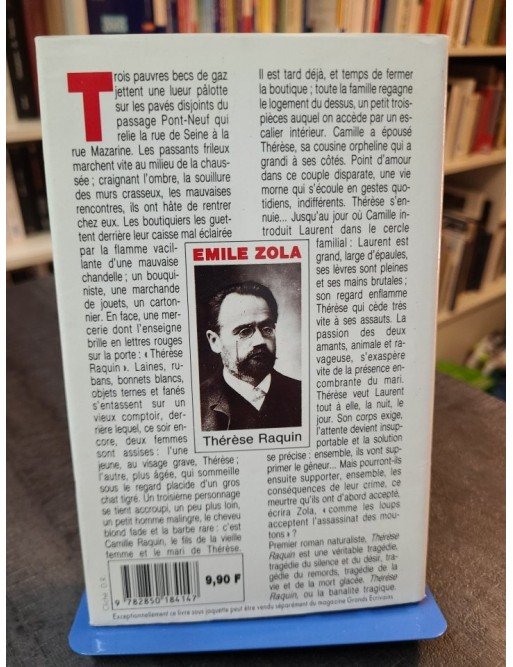 Trois pauvres becs de gaz
jettent une lueur pâlotte
sur les pavés disjoints du
passage Pont-Neuf qui
relie la rue de Seine à la
rue Mazarine. Les passants frileux
marchent vite au milieu de la chaus-
sée ; craignant l'ombre, la souillure
des murs crasseux, les mauvaises
rencontres, ils ont hâte de rentrer
chez eux. Les boutiquiers les guet-
tent derrière leur caisse mal éclairée
par la flamme vacil-
lante d'une mauvaise
chandelle ; un bouqui-
niste, une marchande
de jouets, un carton-
nier. En face, une mer-
cerie dont l'enseigne
brille en lettres rouges
sur la porte : « Thérèse
Raquin ». Laines, ru-
bans, bonnets blancs,
objets ternes et fanés
s'entassent sur un
vieux comptoir, der-
rière lequel, ce soir en-
core, deux femmes
sont assises : l'une
jeune, au visage grave, Thérèse ;
l'autre, plus âgée, qui sommeille
sous le regard placide d'un gros
chat tigré. Un troisième personnage
se tient accroupi, un peu plus loin,
un petit homme malingre, le cheveu
blond fade et la barbe rare : c'est
Camille Raquin, le fils de la vieille
femme et le mari de Thérèse.
Il est tard déjà, et temps de fermer
la boutique ; toute la famille regagne
le logement du dessus, un petit trois-
pièces auquel on accède par un es-
calier intérieur. Camille a épousé
Thérèse, sa cousine orpheline qui a
grandi à ses côtés. Point d'amour
dans ce couple disparate, une vie
morne qui s'écoule en gestes quo-
tidiens, indifférents. Thérèse s'en-
nuie... Jusqu'au jour où Camille in-
troduit Laurent dans le cercle
familial : Laurent est
grand, large d'épaules,
ses lèvres sont pleines
et ses mains brutales ;
son regard enflamme
Thérèse qui cède très
vite à ses assauts. La
passion des deux
amants, animale et ra-
vageuse, s'exaspère
vite de la présence en-
combrante du mari.
Thérèse veut Laurent
tout à elle, la nuit, le
jour. Son corps exige,
l'attente devient insup-
portable et la solution
se précise : ensemble, ils vont sup-
primer le gêneur... Mais pourront-ils
ensuite supporter, ensemble, les
conséquences de leur crime, ce
meurtre qu'ils ont d'abord accepté,
écrira Zola, « comme les loups
acceptent l'assassinat des mou-
tons » ?
Premier roman naturaliste, Thérèse
Raquin est une véritable tragédie,
tragédie du silence et du désir, tra-
gédie du remords, tragédie de la
vie et de la mort glacée. Thérèse
Raquin, ou la banalité tragique.
EMILE ZOLA
Thérèse Raquin
9,90 F
9 782850 184147
Exceptionnellement ce livre sous jaquette peut être vendu séparément du magazine Grands Ecrivains.